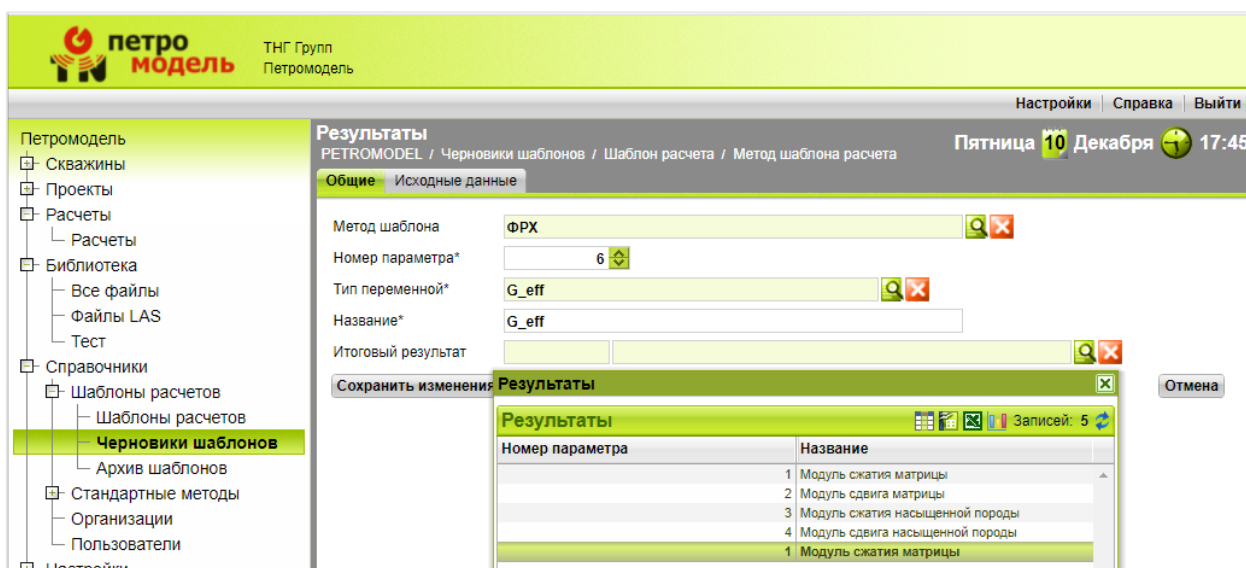 петро
модель
ТНГ Групп
Петромодель
Настройки Справка Выйти
Петромодель
Скважины
Проекты
Расчеты
Расчеты
Библиотека
Все файлы
Файлы LAS
Тест
Справочники
Шаблоны расчетов
Шаблоны расчетов
Черновики шаблонов
Архив шаблонов
Стандартные методы
Организации
Пользователи
Настройки
Результаты
PETROMODEL / Черновики шаблонов / Шаблон расчета / Метод шаблона расчета
Пятница 10 Декабря 17:45
Общие Исходные данные
Метод шаблона ФРХ
Номер параметра* 6
Тип переменной* G_eff
Название* G_eff
Итоговый результат
Сохранить изменения
Отмена
Результаты
Результаты Записей: 5
Номер параметра Название
1 Модуль сжатия матрицы
2 Модуль сдвига матрицы
3 Модуль сжатия насыщенной породы
4 Модуль сдвига насыщенной породы
1 Модуль сжатия матрицы